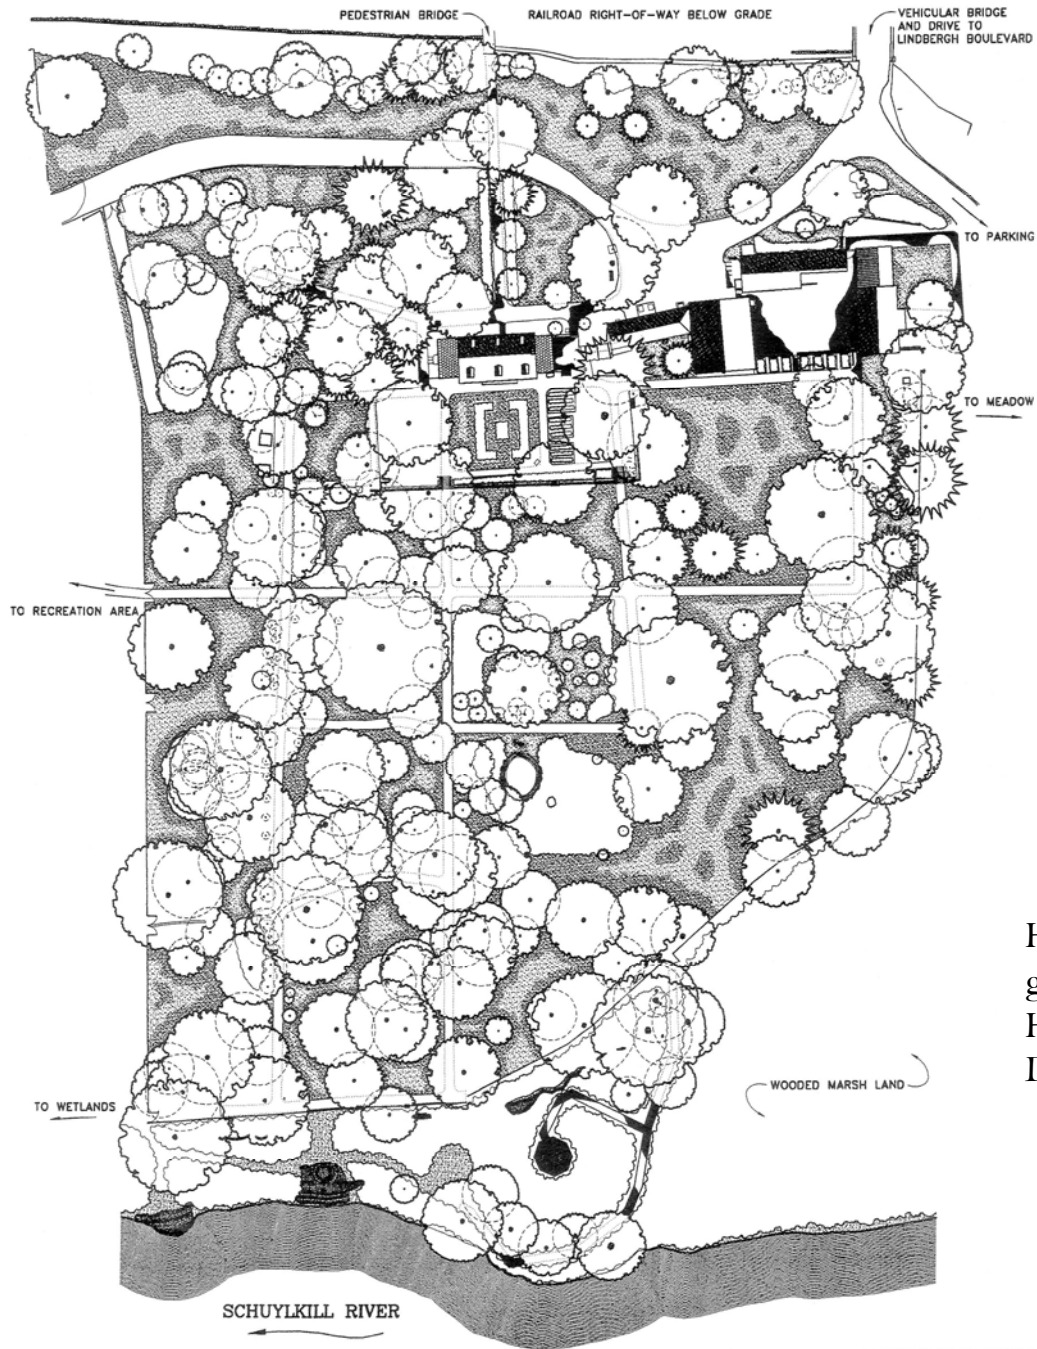 PEDESTRIAN BRIDGE
RAILROAD RIGHT-OF-WAY BELOW GRADE
VEHICULAR BRIDGE
AND DRIVE TO
LINDBERGH BOULEVARD
TO PARKING
TO MEADOW
TO RECREATION AREA
WOODED MARSH LAND
TO WETLANDS
SCHUYLKILL RIVER